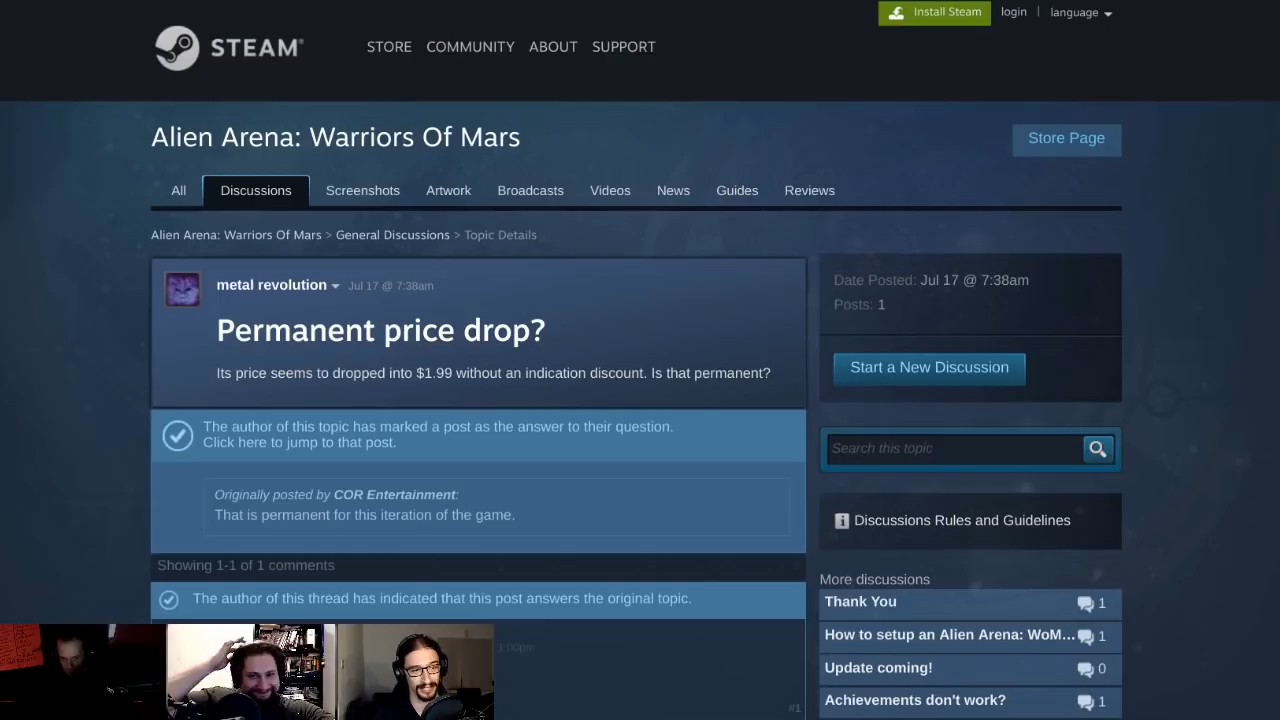 Install Steam
login
language
STEAM
STORE
COMMUNITY
ABOUT
SUPPORT
Alien Arena: Warriors Of Mars
Store Page
All
Discussions
Screenshots
Artwork
Broadcasts
Videos
News
Guides
Reviews
Alien Arena: Warriors Of Mars > General Discussions > Topic Details
metal revolution Jul 17 @ 7:38am
Permanent price drop?
Its price seems to dropped into $1.99 without an indication discount. Is that permanent?
The author of this topic has marked a post as the answer to their question.
Click here to jump to that post.
Originally posted by COR Entertainment:
That is permanent for this iteration of the game.
Showing 1-1 of 1 comments
The author of this thread has indicated that this post answers the original topic.
1:00pm
#1
Date Posted: Jul 17 @ 7:38am
Posts: 1
Start a New Discussion
Search this topic
Discussions Rules and Guidelines
More discussions
Thank You 1
How to setup an Alien Arena: WoM... 1
Update coming! 0
Achievements don't work? 1